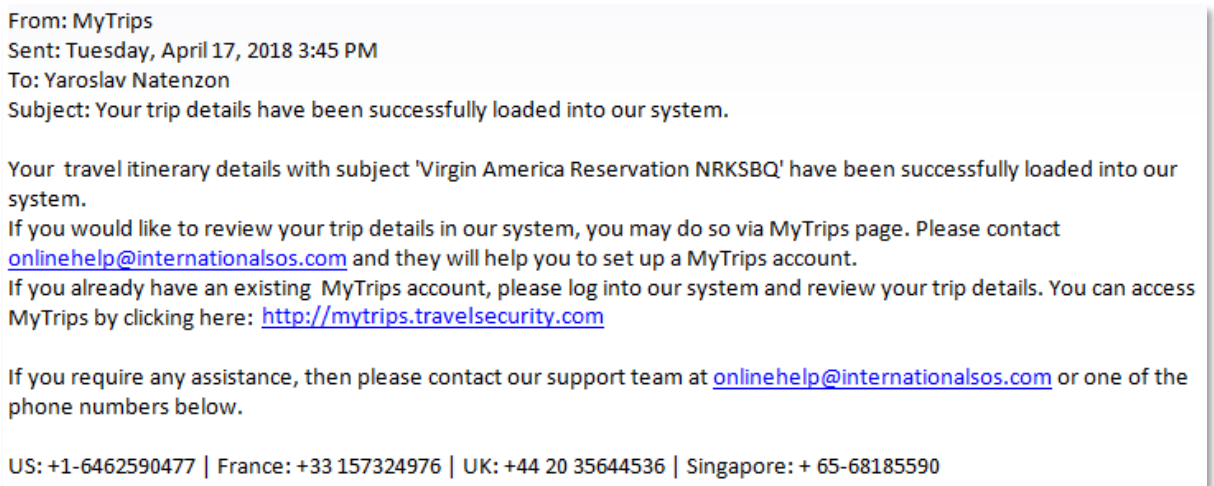 From: MyTrips
Sent: Tuesday, April 17, 2018 3:45 PM
To: Yaroslav Natenzon
Subject: Your trip details have been successfully loaded into our system.
Your  travel itinerary details with subject 'Virgin America Reservation NRKSBQ' have been successfully loaded into our
system.
If you would like to review your trip details in our system, you may do so via MyTrips page. Please contact
onlinehelp@internationalsos.com and they will help you to set up a MyTrips account.
If you already have an existing  MyTrips account, please log into our system and review your trip details. You can access
MyTrips by clicking here:  http://mytrips.travelsecurity.com
If you require any assistance, then please contact our support team at onlinehelp@internationalsos.com or one of the
phone numbers below.
US: +1-6462590477 | France: +33 157324976 | UK: +44 20 35644536 | Singapore: + 65-68185590